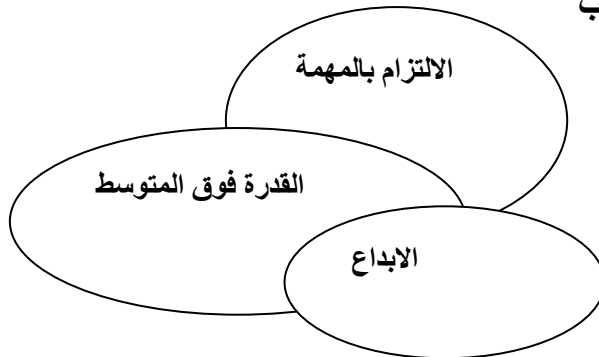 ب
الالتزام بالمهمة
القدرة فوق المتوسط
الابداع